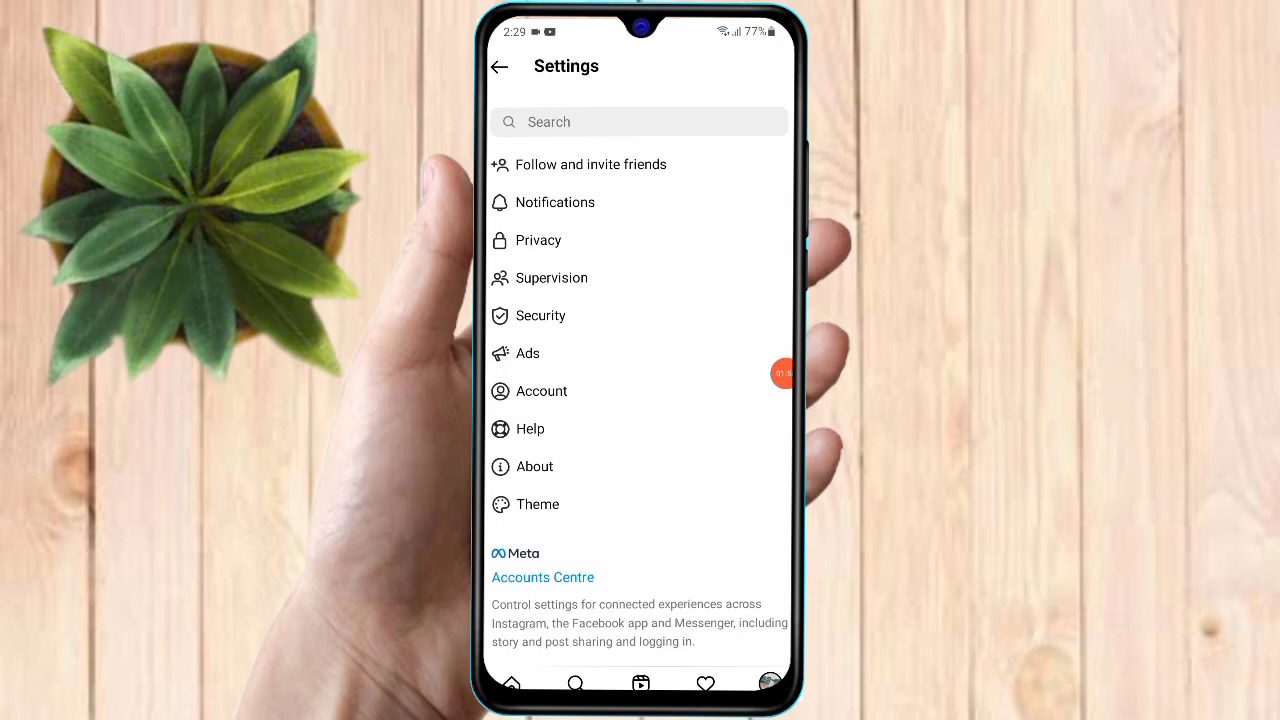 2:29 77%
Settings
Search
Follow and invite friends
Notifications
Privacy
Supervision
Security
Ads
Account
Help
About
Theme
Meta
Accounts Centre
Control settings for connected experiences across
Instagram, the Facebook app and Messenger, including
story and post sharing and logging in.